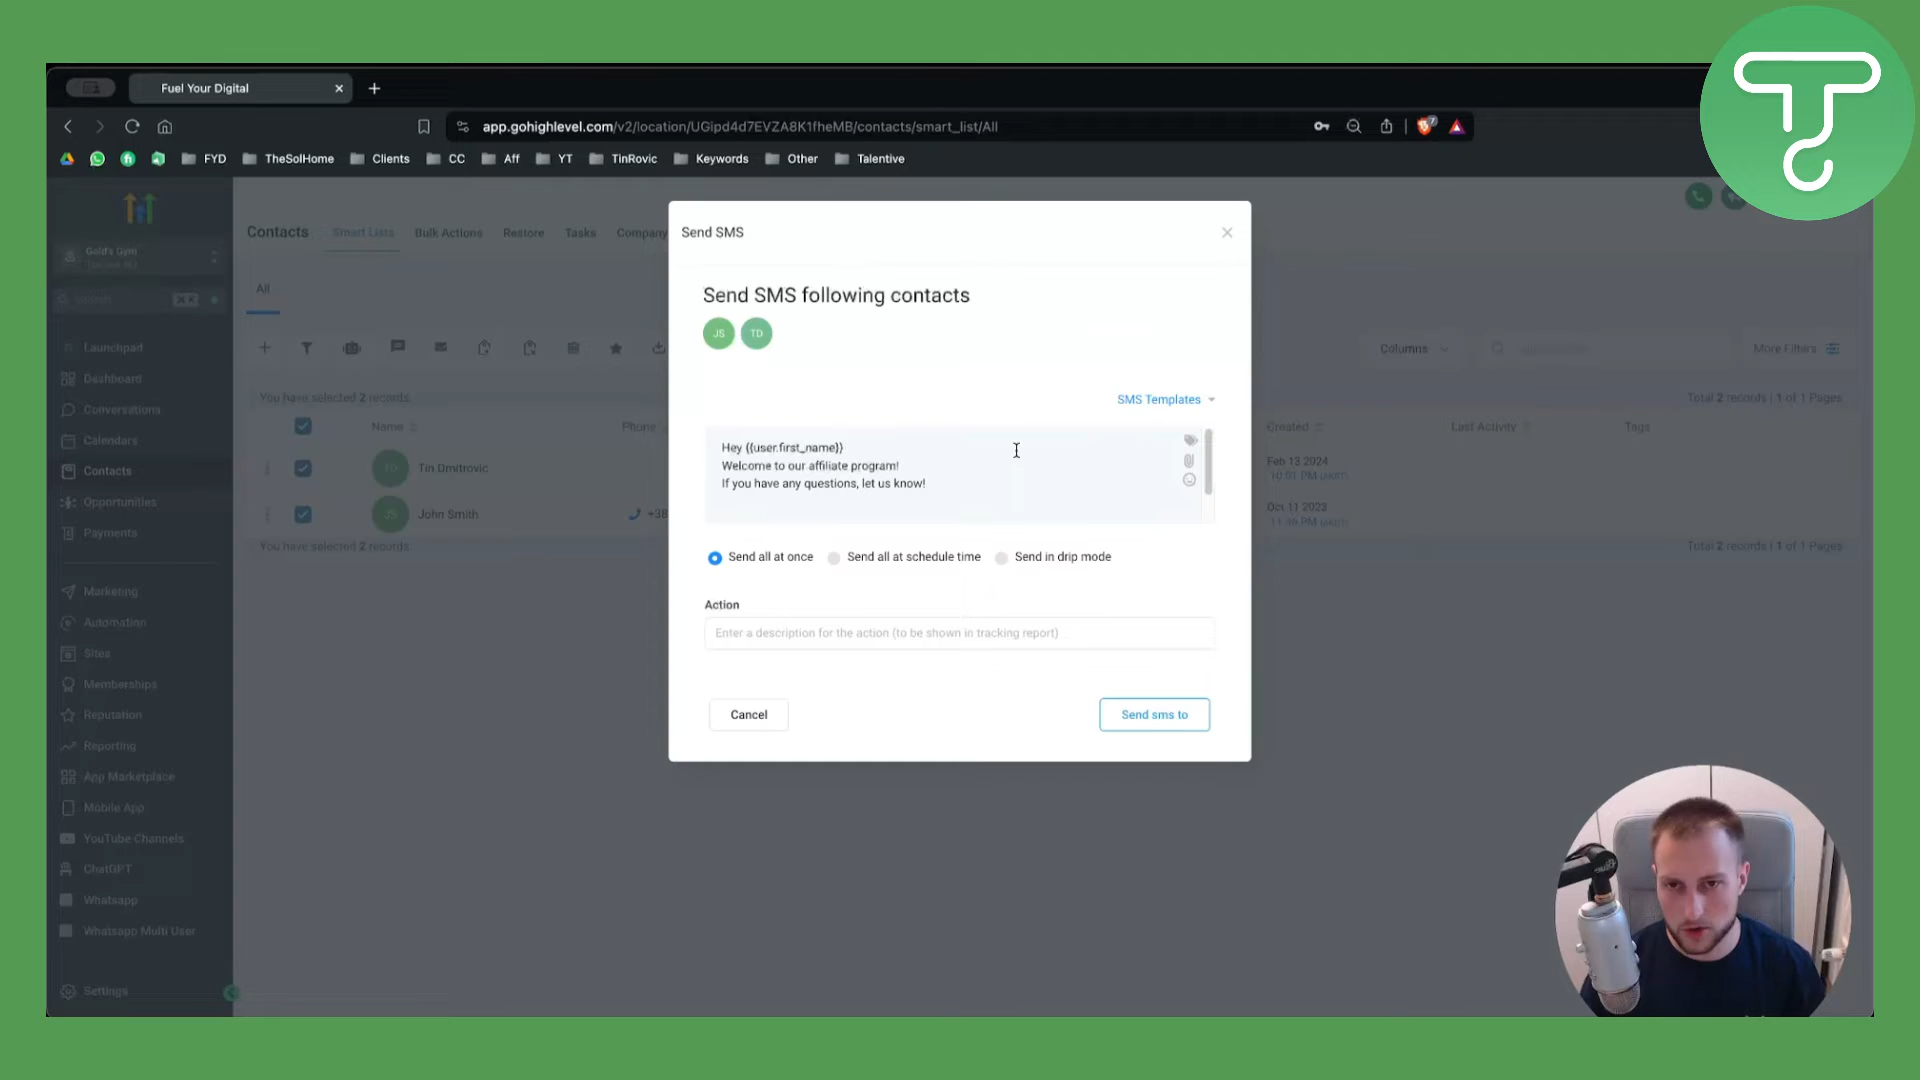 Fuel Your Digital
app.gohighlevel.com/v2/location/UGipd4d7EVZA8K1fheMB/contacts/smart_list/All
7
FYD
TheSolHome
Clients
CC
Aff
YT
TinRovic
Keywords
Other
Talentive
Contacts
Smart Lists
Bulk Actions
Restore
Tasks
Company
Send SMS
Gold's Gym
All
Send SMS following contacts
JS TD
Launchpad
Dashboard
Conversations
Calendars
Contacts
Opportunities
Payments
Marketing
Automation
Sites
Memberships
Reputation
Reporting
App Marketplace
Mobile App
YouTube Channels
ChatGPT
Whatsapp
Whatsapp Multi User
Settings
Columns
More Filters
You have selected 2 records.
Total 2 records | 1 of 1 Pages
Name
Phone
Created
Last Activity
Tags
TD Tin Dmitrovic
Feb 13 2024
10:01 PM
JS John Smith
+38
Oct 11 2023
11:46 PM
You have selected 2 records.
Total 2 records | 1 of 1 Pages
SMS Templates
Hey {{user.first_name}}
Welcome to our affiliate program!
If you have any questions, let us know!
Send all at once
Send all at schedule time
Send in drip mode
Action
Enter a description for the action (to be shown in tracking report)
Cancel
Send sms to